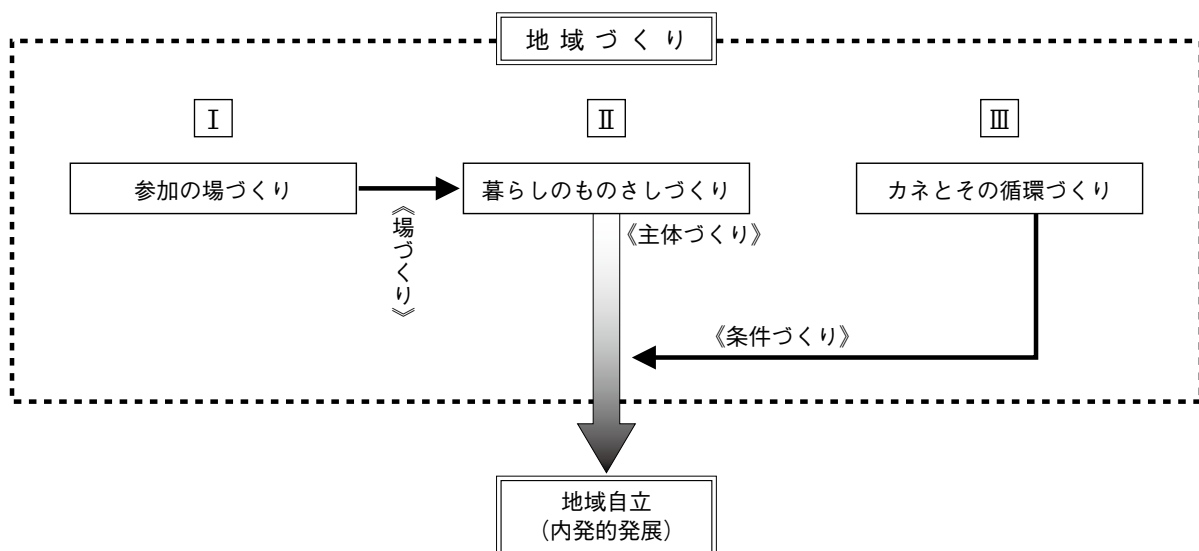 地域づくり
Ⅰ
Ⅱ
Ⅲ
参加の場づくり
暮らしのものさしづくり
カネとその循環づくり
《場づくり》
《主体づくり》
《条件づくり》
地域自立
（内発的発展）